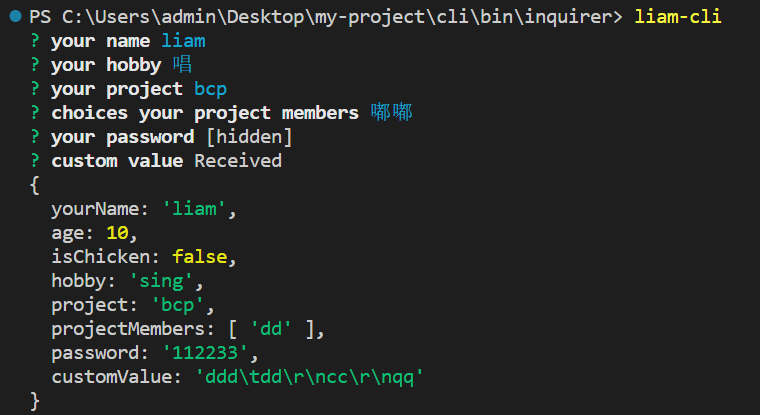 PS C:\Users\admin\Desktop\my-project\cli\bin\inquirer> liam-cli
? your name liam
? your hobby 唱
? your project bcp
? choices your project members 嘟嘟
? your password [hidden]
? custom value Received
{
  yourName: 'liam',
  age: 10,
  isChicken: false,
  hobby: 'sing',
  project: 'bcp',
  projectMembers: [ 'dd' ],
  password: '112233',
  customValue: 'ddd\tdd\r\ncc\r\nqq'
}